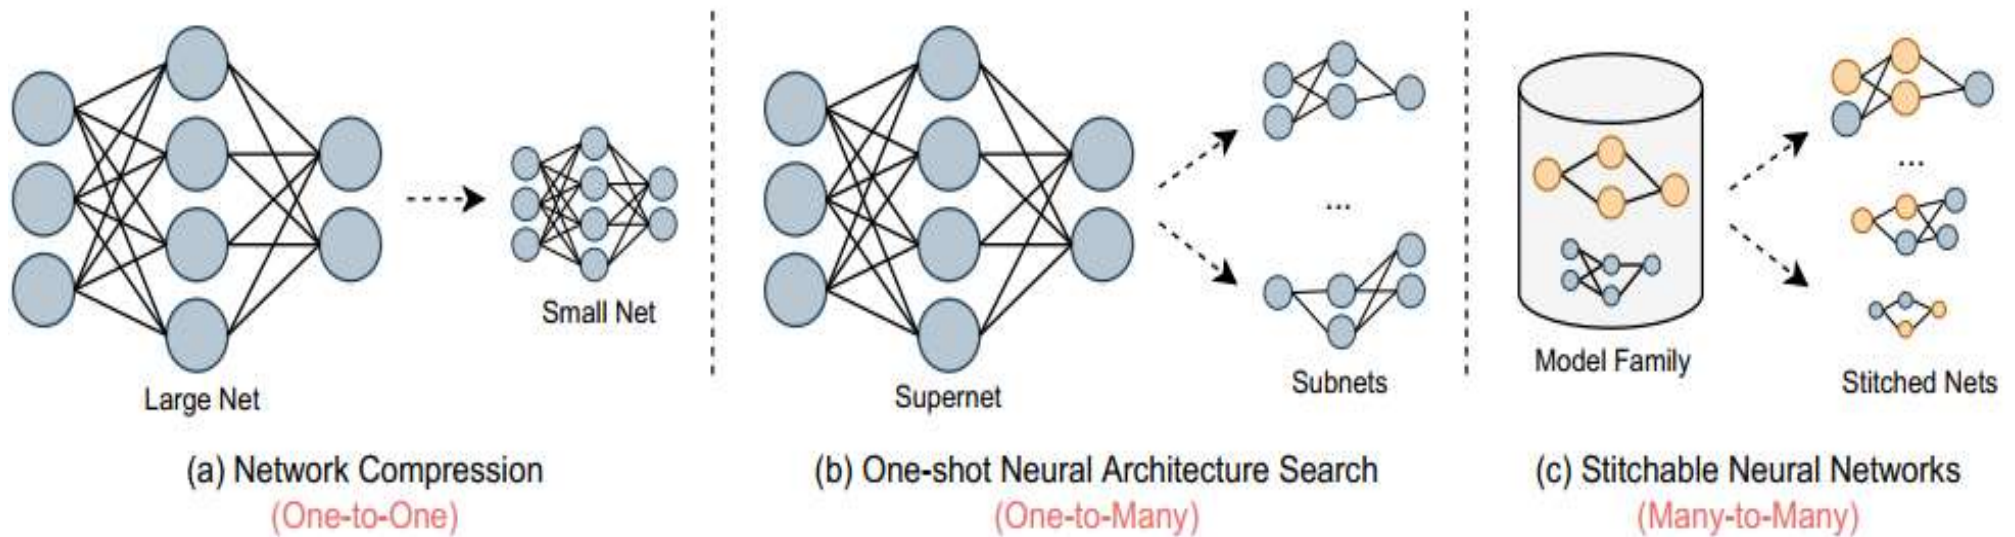 Large Net
Small Net
(a) Network Compression
(One-to-One)
Supernet
...
Subnets
(b) One-shot Neural Architecture Search
(One-to-Many)
Model Family
...
Stitched Nets
(c) Stitchable Neural Networks
(Many-to-Many)